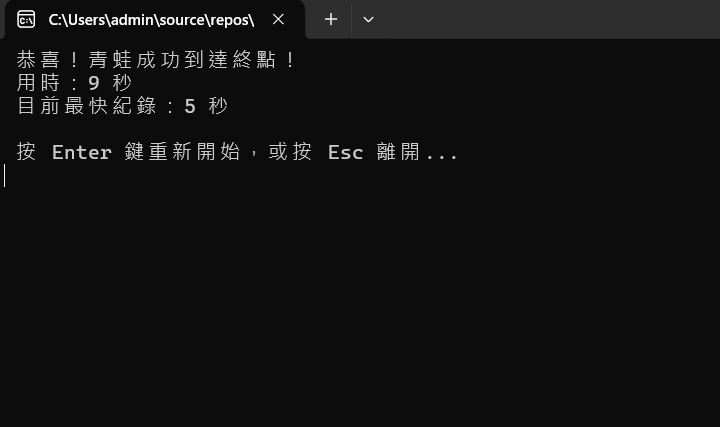 C:\Users\admin\source\repos\
恭喜！青蛙成功到達終點！
用時：9 秒
目前最快紀錄：5 秒
按 Enter 鍵重新開始，或按 Esc 離開...